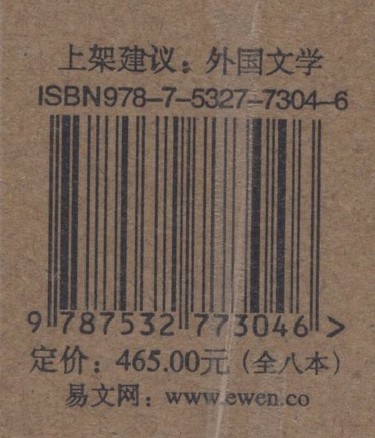 上架建议：外国文学
ISBN978-7-5327-7304-6
9 787532 773046 >
定价：465.00元（全八本）
易文网：www.ewen.co